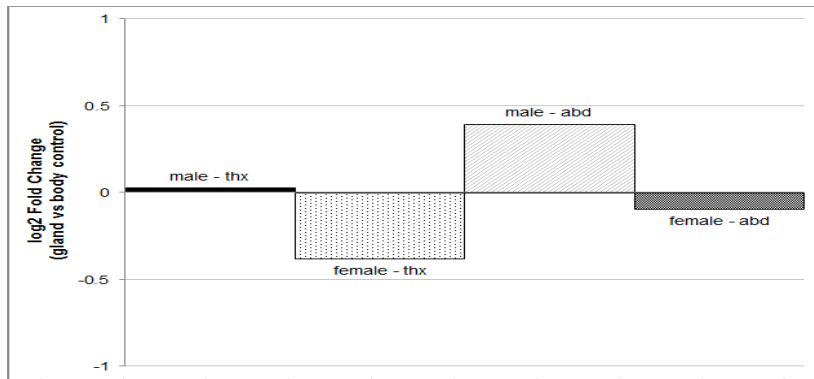 1
0.5
0
-0.5
-1
log2 Fold Change
(gland vs body control)
male - thx
female - thx
male - abd
female - abd